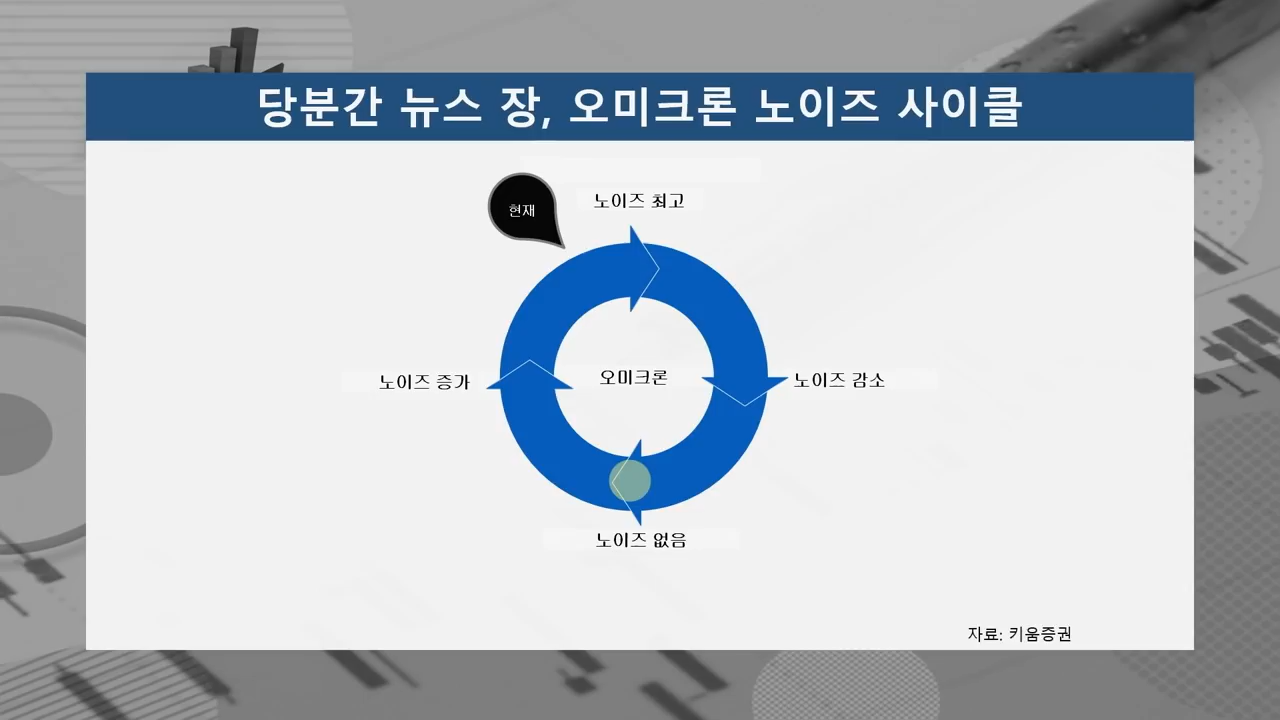 당분간 뉴스 장, 오미크론 노이즈 사이클
현재
노이즈 최고
노이즈 증가
오미크론
노이즈 감소
노이즈 없음
자료: 키움증권